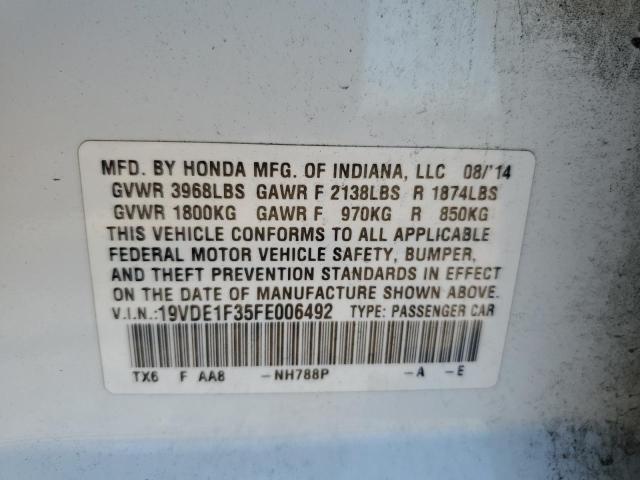 MFD. BY HONDA MFG. OF INDIANA, LLC 08/'14
GVWR 3968LBS GAWR F 2138LBS R 1874LBS
GVWR 1800KG GAWR F 970KG R 850KG
THIS VEHICLE CONFORMS TO ALL APPLICABLE
FEDERAL MOTOR VEHICLE SAFETY, BUMPER,
AND THEFT PREVENTION STANDARDS IN EFFECT
ON THE DATE OF MANUFACTURE SHOWN ABOVE.
V.I.N.:19VDE1F35FE006492 TYPE: PASSENGER CAR
TX6 F AA8 -NH788P -A -E